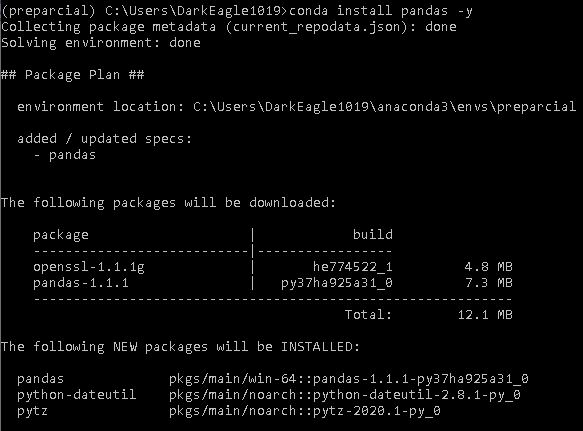 (preparcial) C:\Users\DarkEagle1019>conda install pandas -y
Collecting package metadata (current_repodata.json): done
Solving environment: done

## Package Plan ##

  environment location: C:\Users\DarkEagle1019\anaconda3\envs\preparcial

  added / updated specs:
    - pandas


The following packages will be downloaded:

    package                    |            build
    ---------------------------|-----------------
    openssl-1.1.1g             |       he774522_1         4.8 MB
    pandas-1.1.1               |   py37ha925a31_0         7.3 MB
    ------------------------------------------------------------
                                           Total:        12.1 MB

The following NEW packages will be INSTALLED:

  pandas             pkgs/main/win-64::pandas-1.1.1-py37ha925a31_0
  python-dateutil    pkgs/main/noarch::python-dateutil-2.8.1-py_0
  pytz               pkgs/main/noarch::pytz-2020.1-py_0